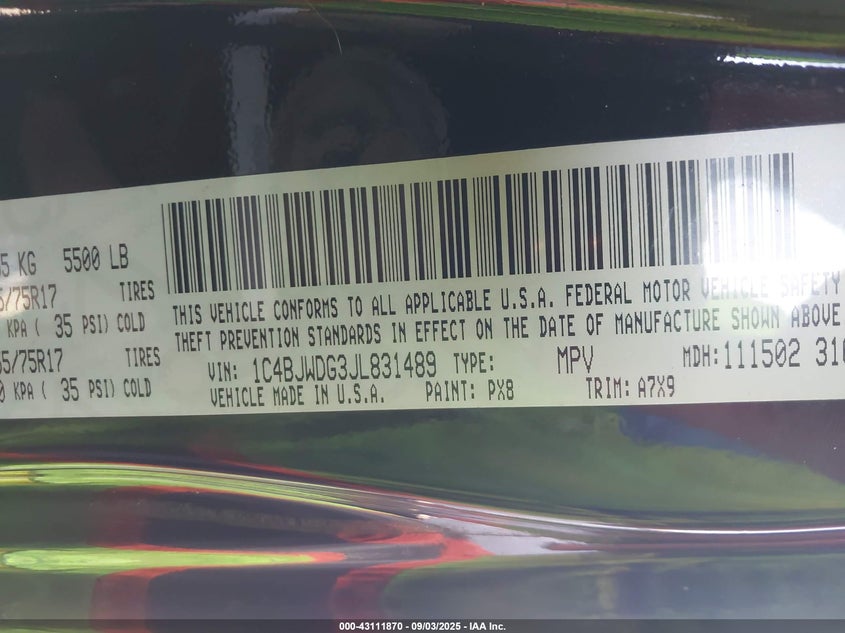 5 KG 5500 LB
/75R17 TIRES
KPA ( 35 PSI) COLD
5/75R17 TIRES
0 KPA ( 35 PSI) COLD
THIS VEHICLE CONFORMS TO ALL APPLICABLE U.S.A. FEDERAL MOTOR VEHICLE SAFETY
THEFT PREVENTION STANDARDS IN EFFECT ON THE DATE OF MANUFACTURE SHOWN ABOVE
VIN: 1C4BJWDG3JL831489 TYPE: MPV MDH: 111502 310
VEHICLE MADE IN U.S.A. PAINT: PX8 TRIM: A7X9
000-43111870 - 09/03/2025 - IAA Inc.